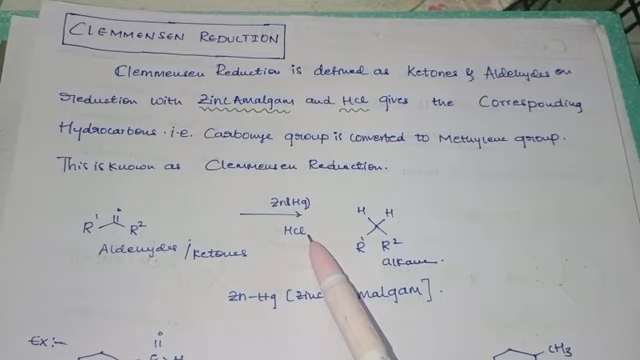 CLEMMENSEN REDUCTION
Clemmensen Reduction is defined as Ketones & Aldehydes on
reduction with Zinc Amalgam and HCl gives the Corresponding
Hydrocarbons. i.e. Carbonyl group is converted to Methylene group.
This is known as Clemmensen Reduction.
Zn(Hg)
HCl
R¹ R²
Aldehydes / Ketones
H H
R¹ R²
alkane.
Zn-Hg [Zinc Amalgam].
Ex:-
H
CH₃